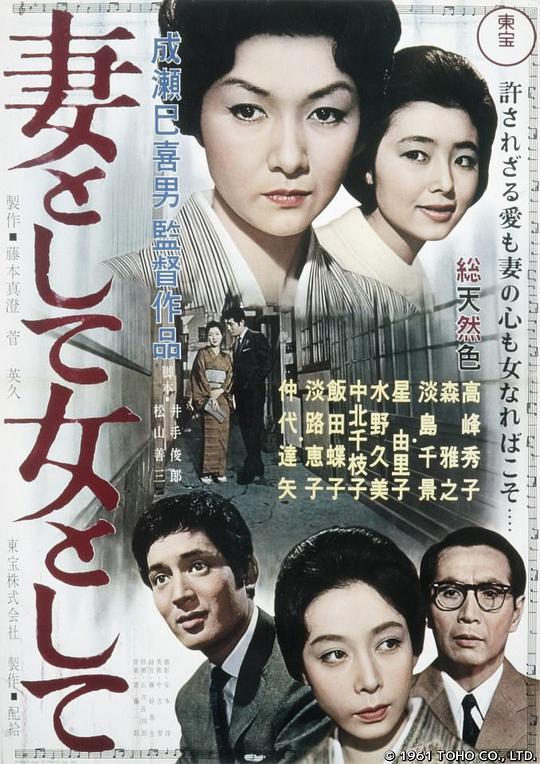 東宝
許されざる愛も妻の心も女なればこそ‥‥
総天然色
妻として女として
成瀬巳喜男 監督作品
製作■藤本真澄 菅英久
脚本・井手俊郎
松山善三
高峰秀子
森雅之
淡島千景
星由里子
水野久美
中北千枝子
飯田蝶子
淡路恵子
仲代達矢
東宝株式会社 製作■配給
© 1961 TOHO CO., LTD.